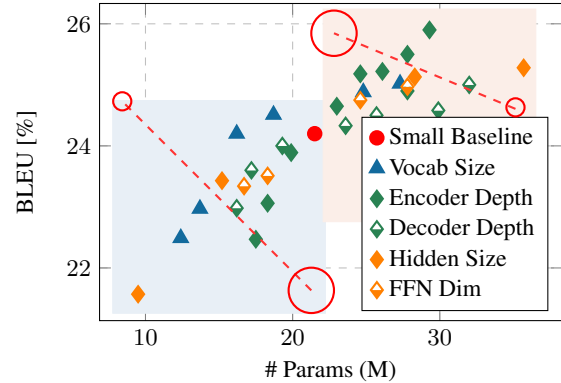 26
24
22
BLEU [%]
Small Baseline
Vocab Size
Encoder Depth
Decoder Depth
Hidden Size
FFN Dim
10
20
30
# Params (M)